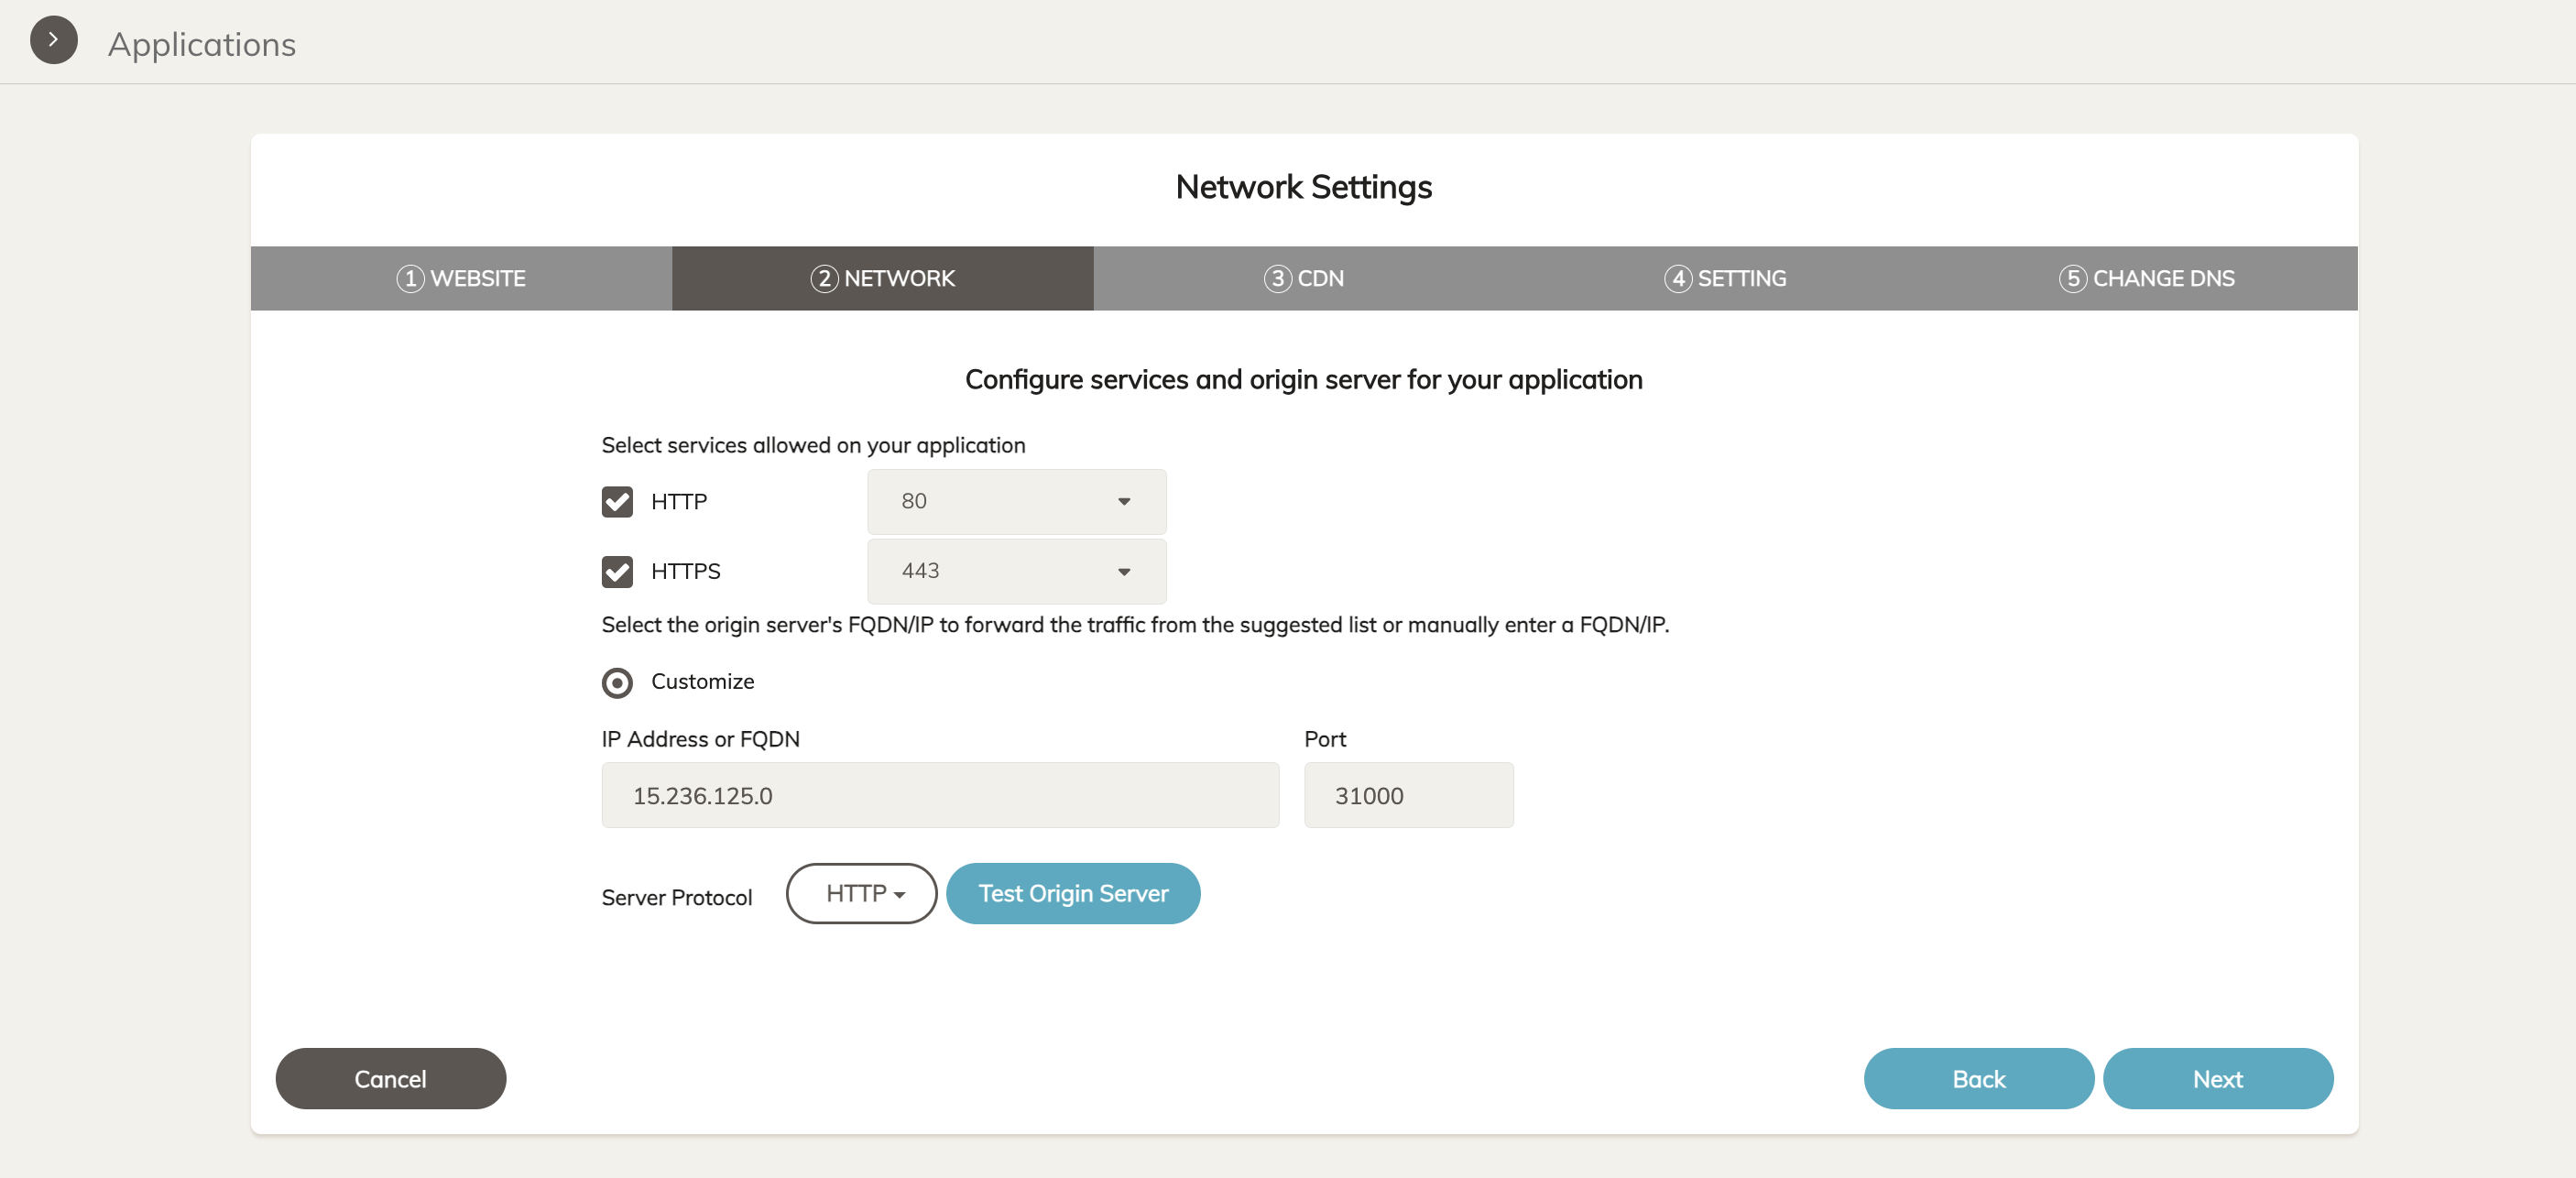 Applications
Network Settings
1 WEBSITE 2 NETWORK 3 CDN 4 SETTING 5 CHANGE DNS
Configure services and origin server for your application
Select services allowed on your application
HTTP 80
HTTPS 443
Select the origin server's FQDN/IP to forward the traffic from the suggested list or manually enter a FQDN/IP.
Customize
IP Address or FQDN Port
15.236.125.0 31000
Server Protocol HTTP Test Origin Server
Cancel Back Next